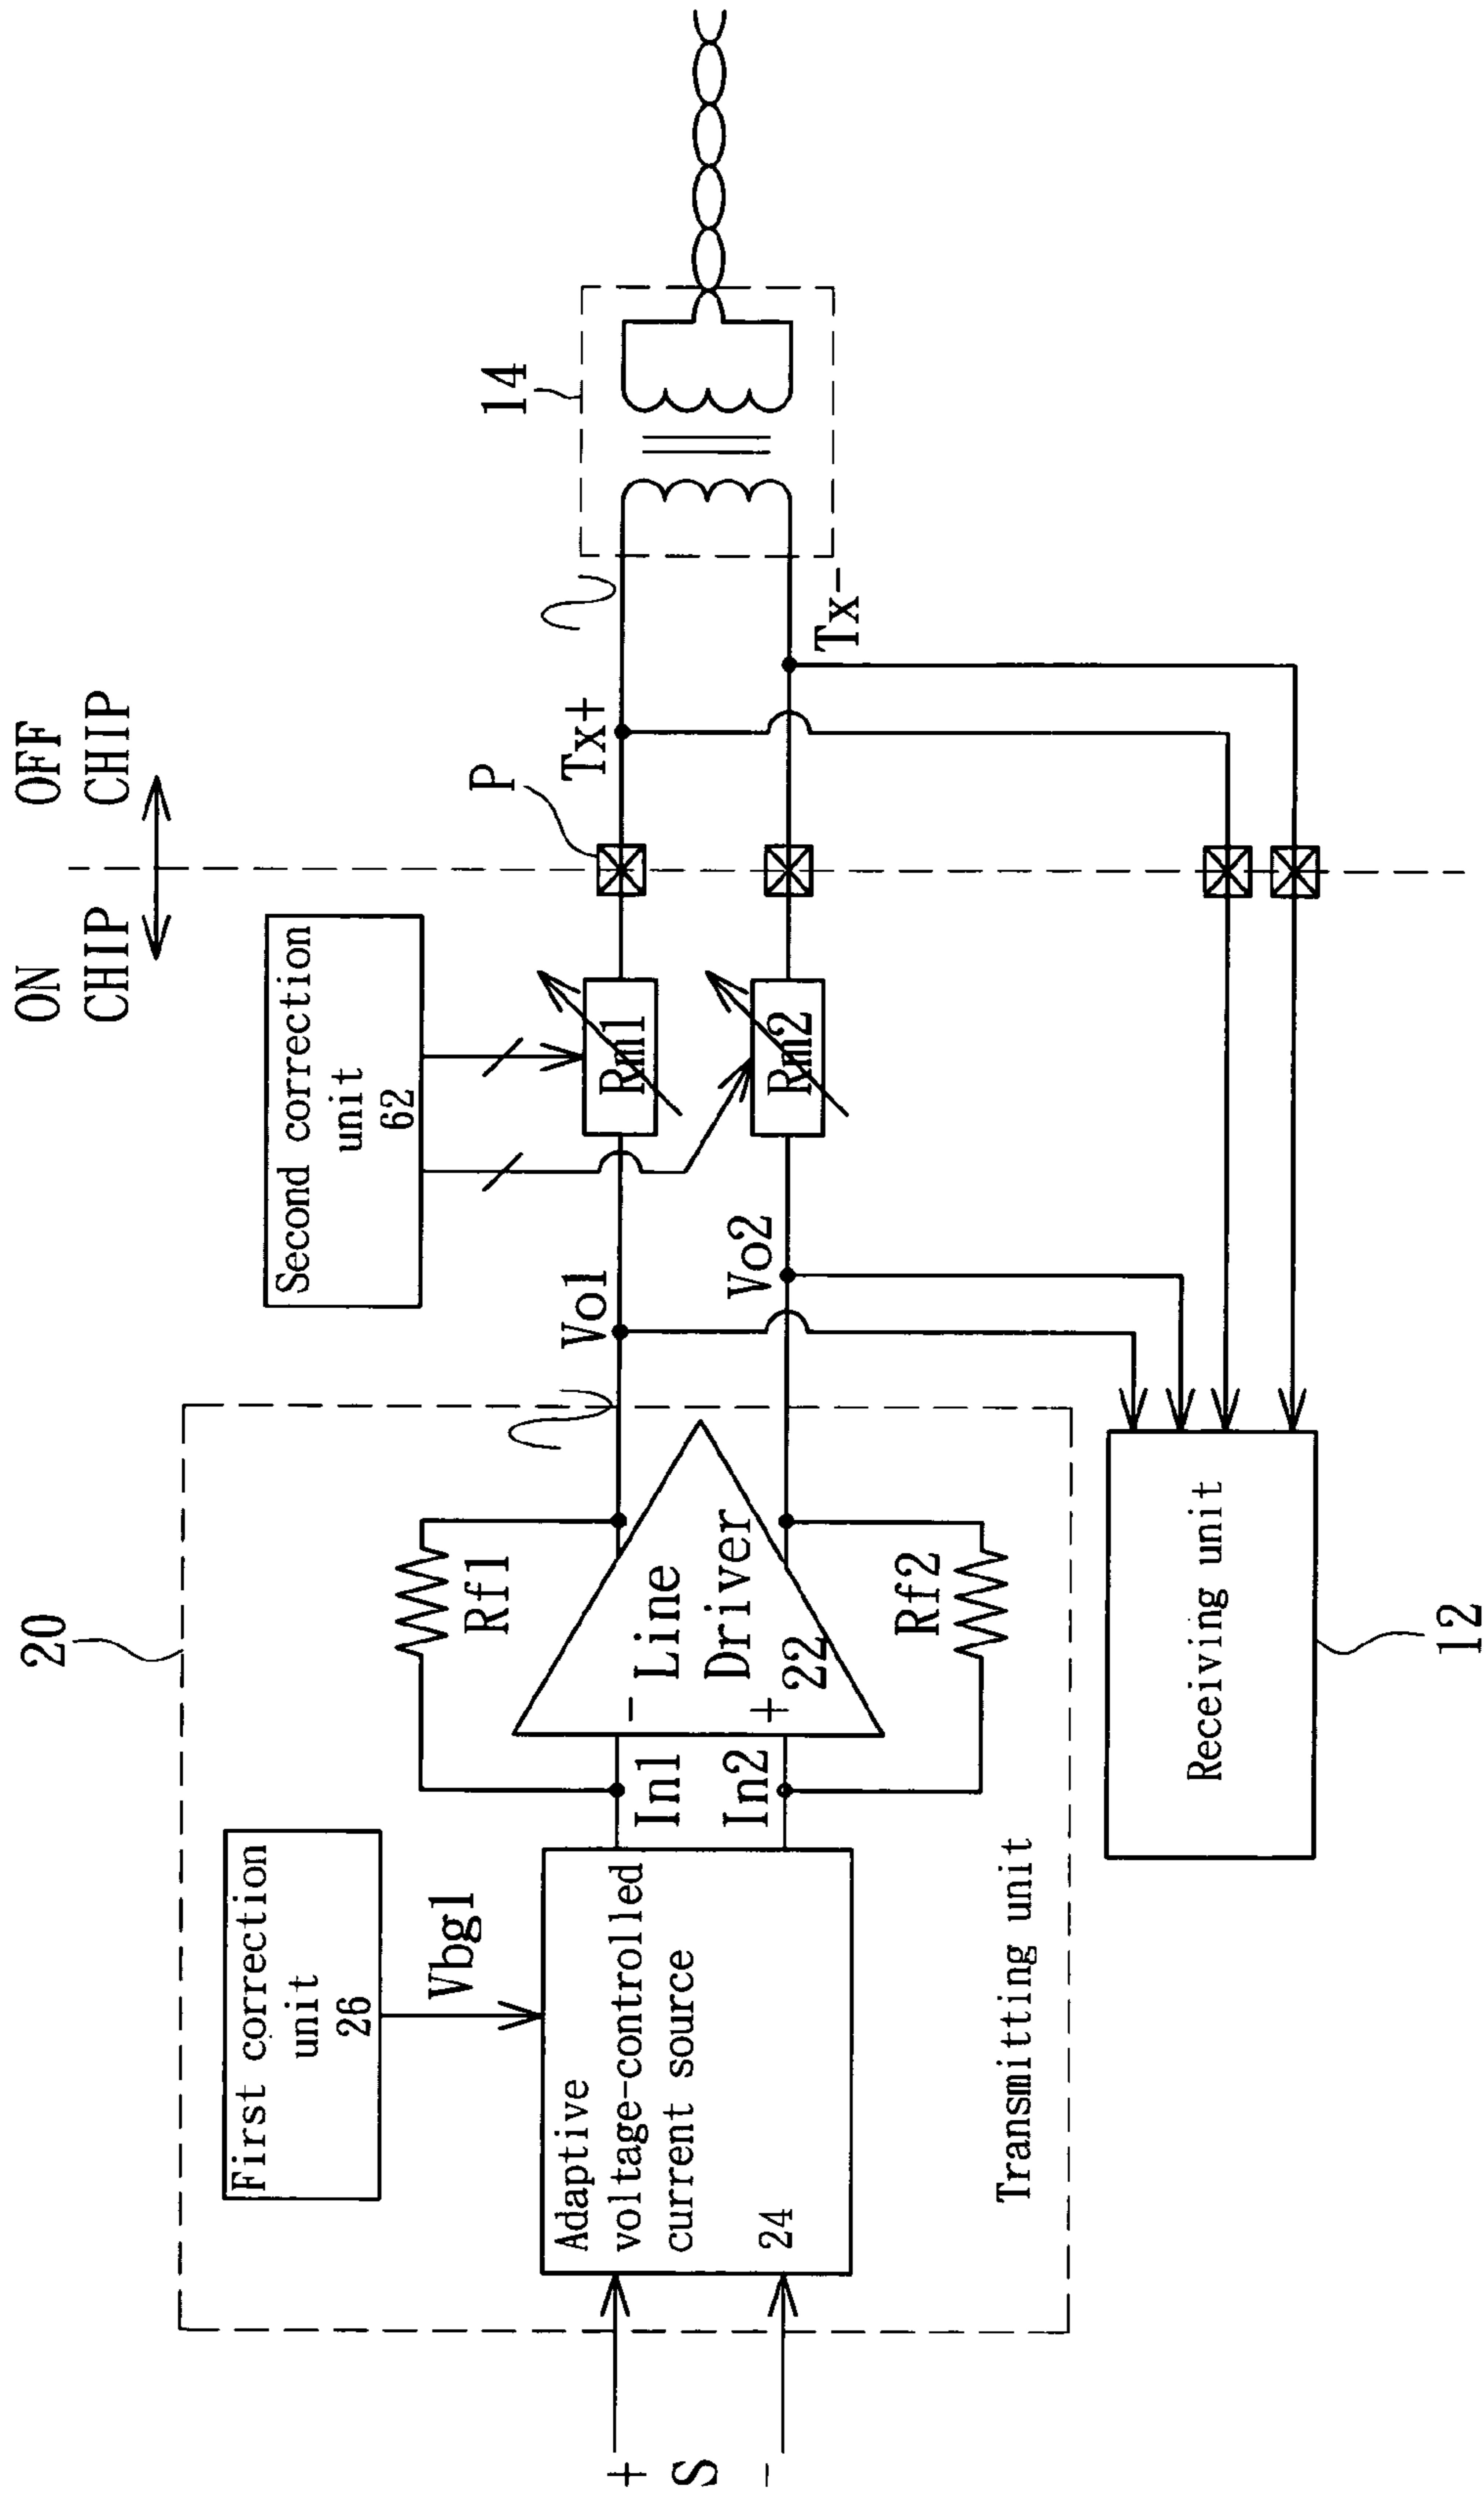 20
First correction
unit
26
Vbg1
Adaptive
voltage-controlled
current source
24
+
S
-
In1
In2
-
+
Line
Driver
22
Rf1
Rf2
Transmitting unit
Vo1
Vo2
Second correction
unit
62
Rm1
Rm2
ON
CHIP
OFF
CHIP
P
Tx+
Tx-
14
Receiving unit
12